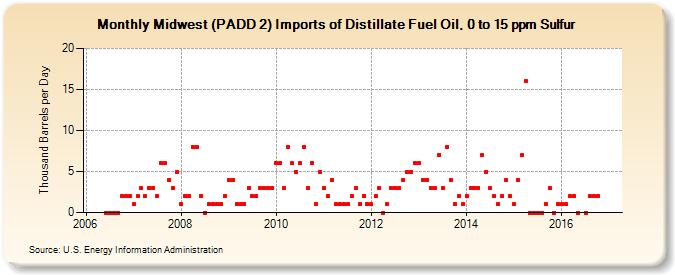 Monthly Midwest (PADD 2) Imports of Distillate Fuel Oil, 0 to 15 ppm Sulfur
Thousand Barrels per Day
20
15
10
5
0
2006 2008 2010 2012 2014 2016
Source: U.S. Energy Information Administration